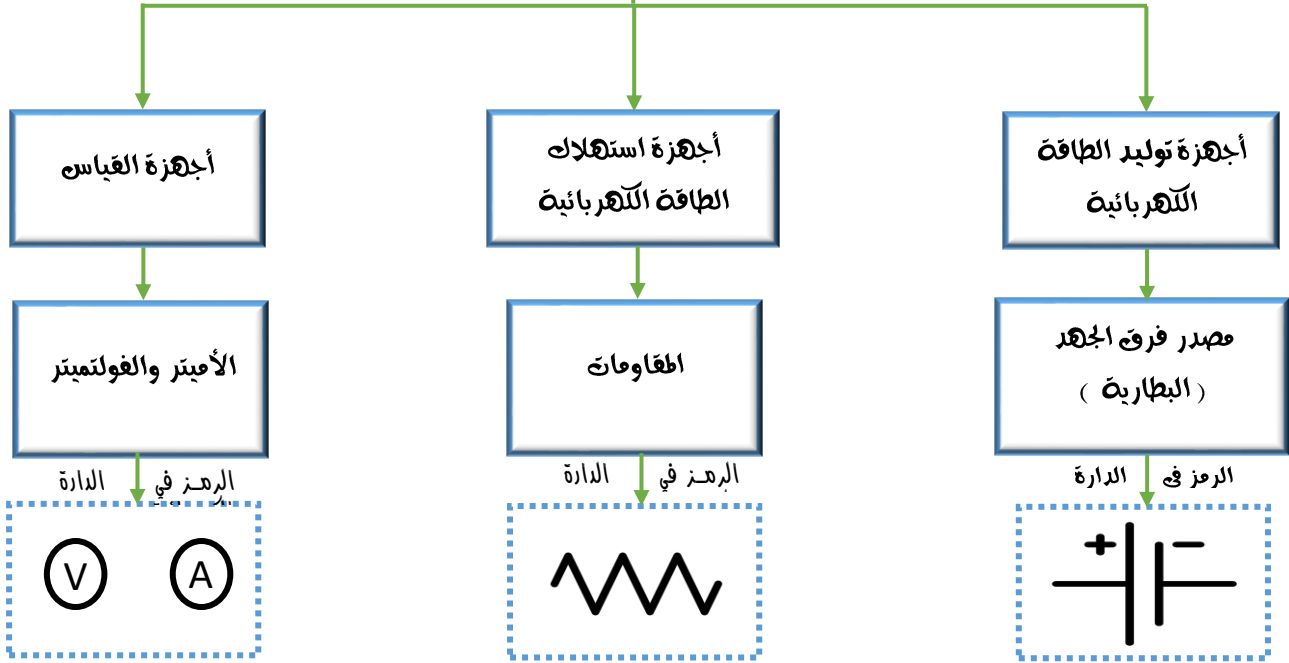 أجهزة توليد الطاقة
الكهربائية
أجهزة استهلاك
الطاقة الكهربائية
أجهزة القياس
مصدر فرق الجهد
( البطارية )
المقاومات
الأميتر والفولتميتر
الرمز في الدارة
الرمز في الدارة
الرمز في الدارة
+ −
V A